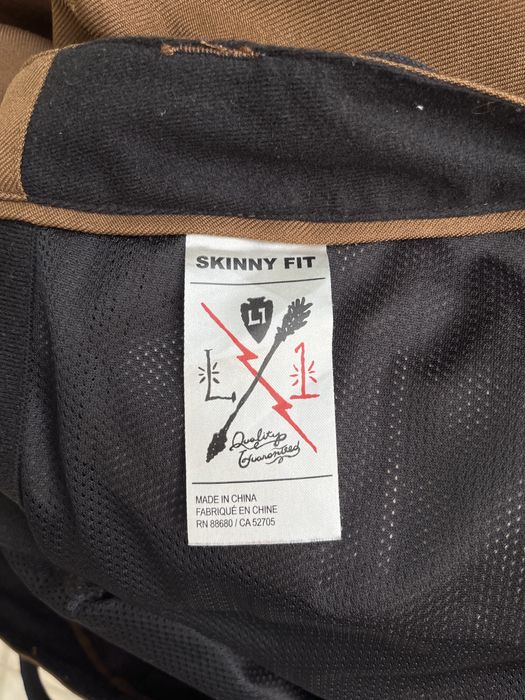 SKINNY FIT
L1
L 1
Quality
Guaranteed
MADE IN CHINA
FABRIQUÉ EN CHINE
RN 88680 / CA 52705